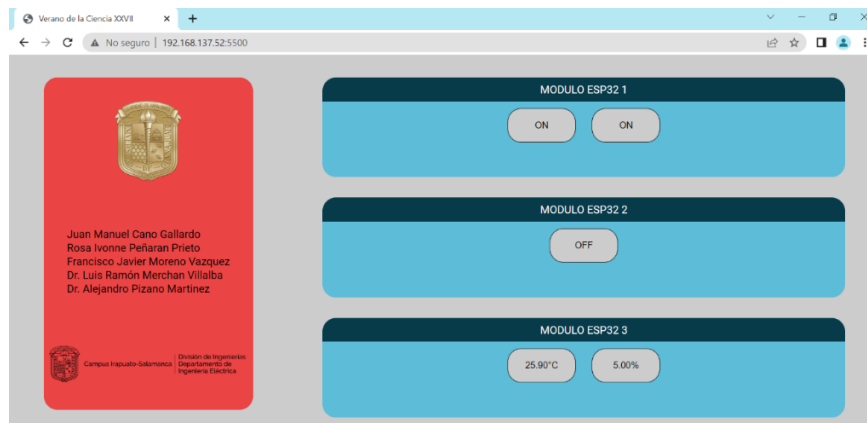 Verano de la Ciencia XXVII
No seguro | 192.168.137.52:5500
Juan Manuel Cano Gallardo
Rosa Ivonne Peñaran Prieto
Francisco Javier Moreno Vazquez
Dr. Luis Ramón Merchan Villalba
Dr. Alejandro Pizano Martinez
Campus Irapuato-Salamanca
División de Ingenierías
Departamento de
Ingeniería Eléctrica
MODULO ESP32 1
ON ON
MODULO ESP32 2
OFF
MODULO ESP32 3
25.90°C 5.00%